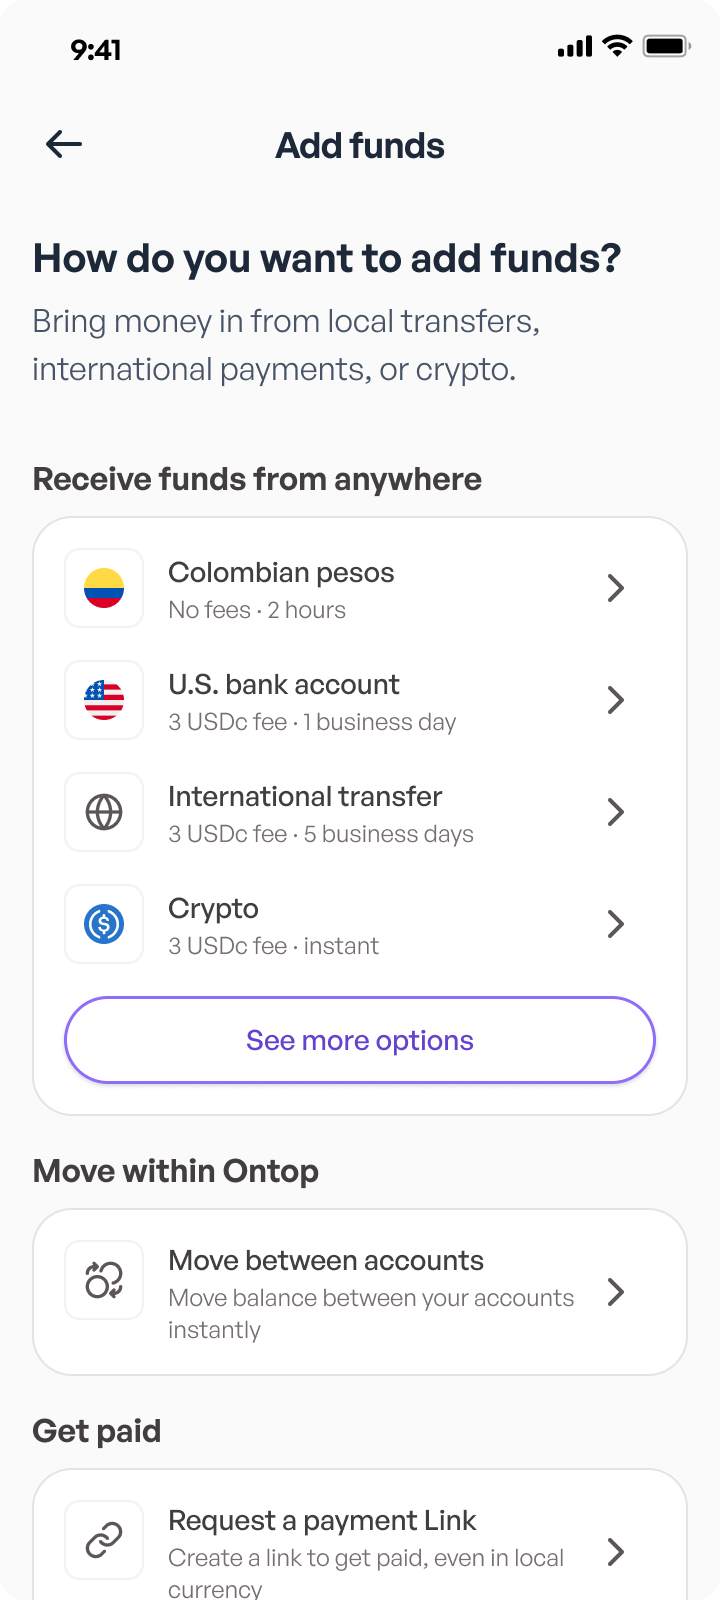 9:41
Add funds
How do you want to add funds?
Bring money in from local transfers,
international payments, or crypto.
Receive funds from anywhere
Colombian pesos
No fees · 2 hours
U.S. bank account
3 USDc fee · 1 business day
International transfer
3 USDc fee · 5 business days
Crypto
3 USDc fee · instant
See more options
Move within Ontop
Move between accounts
Move balance between your accounts
instantly
Get paid
Request a payment Link
Create a link to get paid, even in local
currency